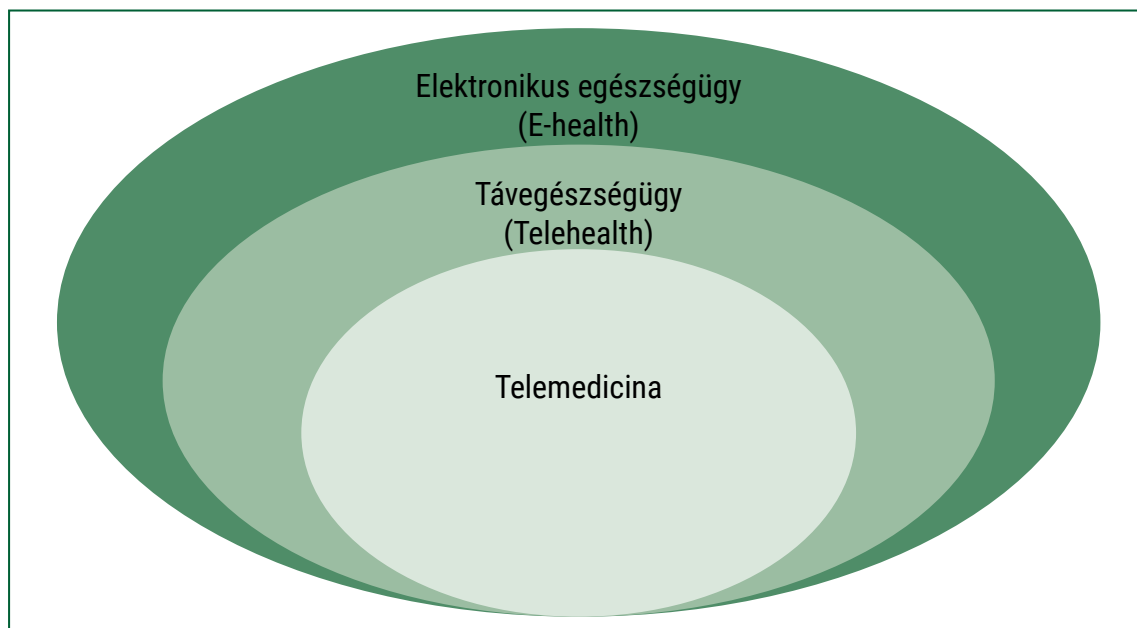 Elektronikus egészségügy
(E-health)
Távegészségügy
(Telehealth)
Telemedicina